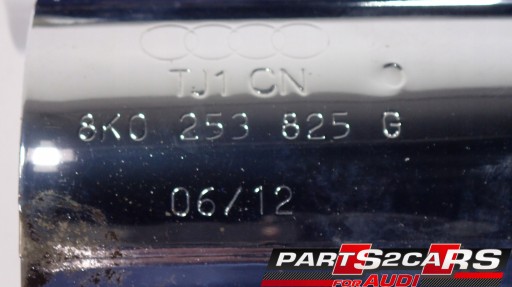 TJ1 CN
8K0 253 825 G
06/12
PARTS2CARS
FOR AUDI